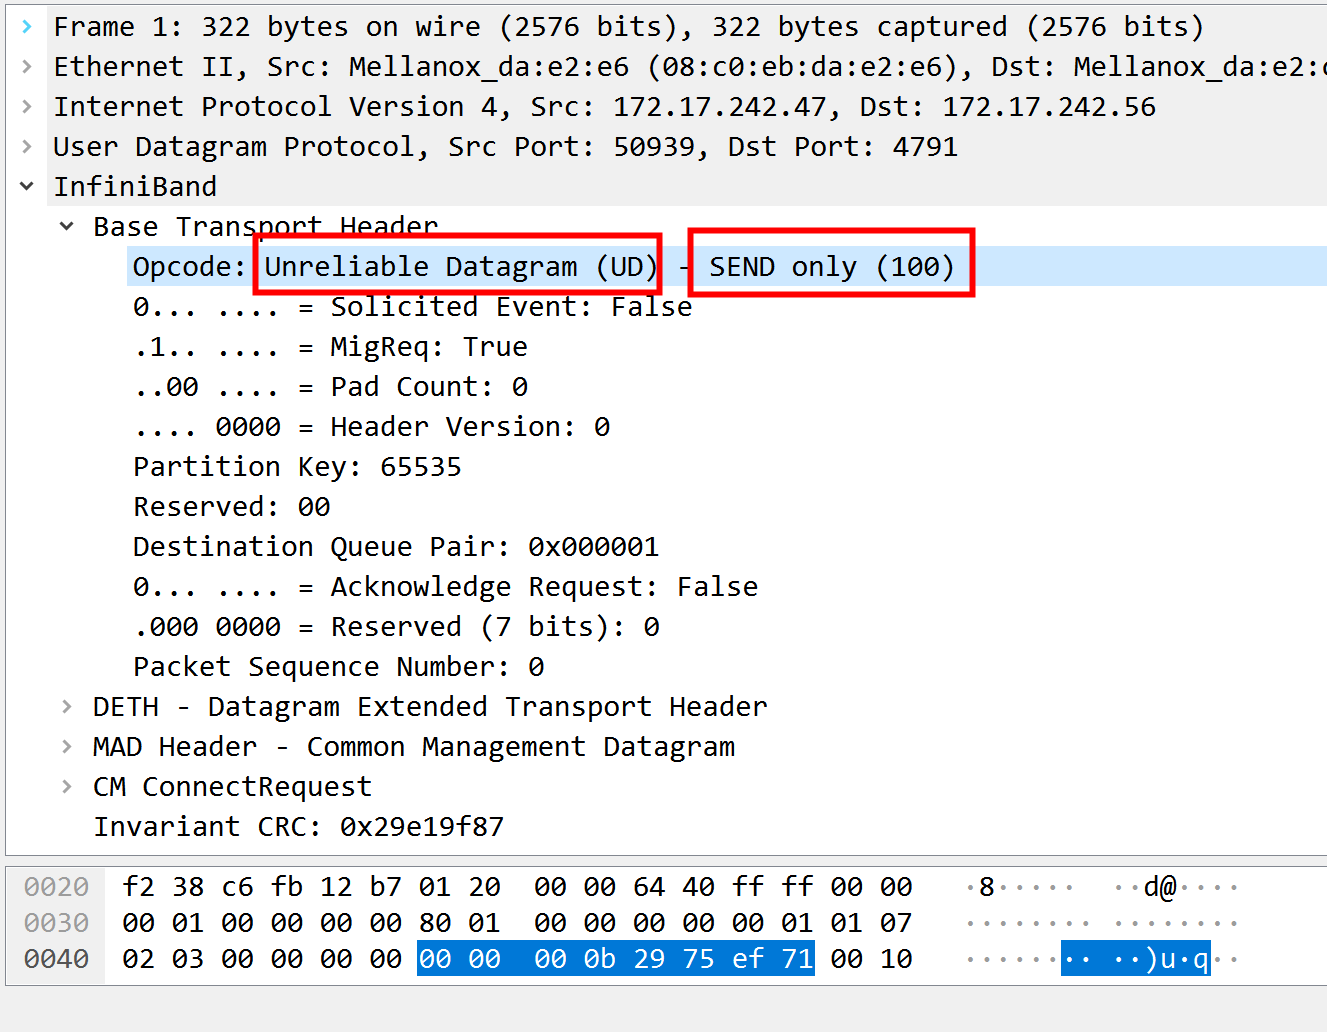 Frame 1: 322 bytes on wire (2576 bits), 322 bytes captured (2576 bits)
Ethernet II, Src: Mellanox_da:e2:e6 (08:c0:eb:da:e2:e6), Dst: Mellanox_da:e2:
Internet Protocol Version 4, Src: 172.17.242.47, Dst: 172.17.242.56
User Datagram Protocol, Src Port: 50939, Dst Port: 4791
InfiniBand
Base Transport Header
Opcode: Unreliable Datagram (UD) - SEND only (100)
0... .... = Solicited Event: False
.1.. .... = MigReq: True
..00 .... = Pad Count: 0
.... 0000 = Header Version: 0
Partition Key: 65535
Reserved: 00
Destination Queue Pair: 0x000001
0... .... = Acknowledge Request: False
.000 0000 = Reserved (7 bits): 0
Packet Sequence Number: 0
DETH - Datagram Extended Transport Header
MAD Header - Common Management Datagram
CM ConnectRequest
Invariant CRC: 0x29e19f87
0020 f2 38 c6 fb 12 b7 01 20 00 00 64 40 ff ff 00 00 ·8····· ··d@····
0030 00 01 00 00 00 00 80 01 00 00 00 00 00 01 01 07 ········ ········
0040 02 03 00 00 00 00 00 00 00 0b 29 75 ef 71 00 10 ········ ··)u·q··